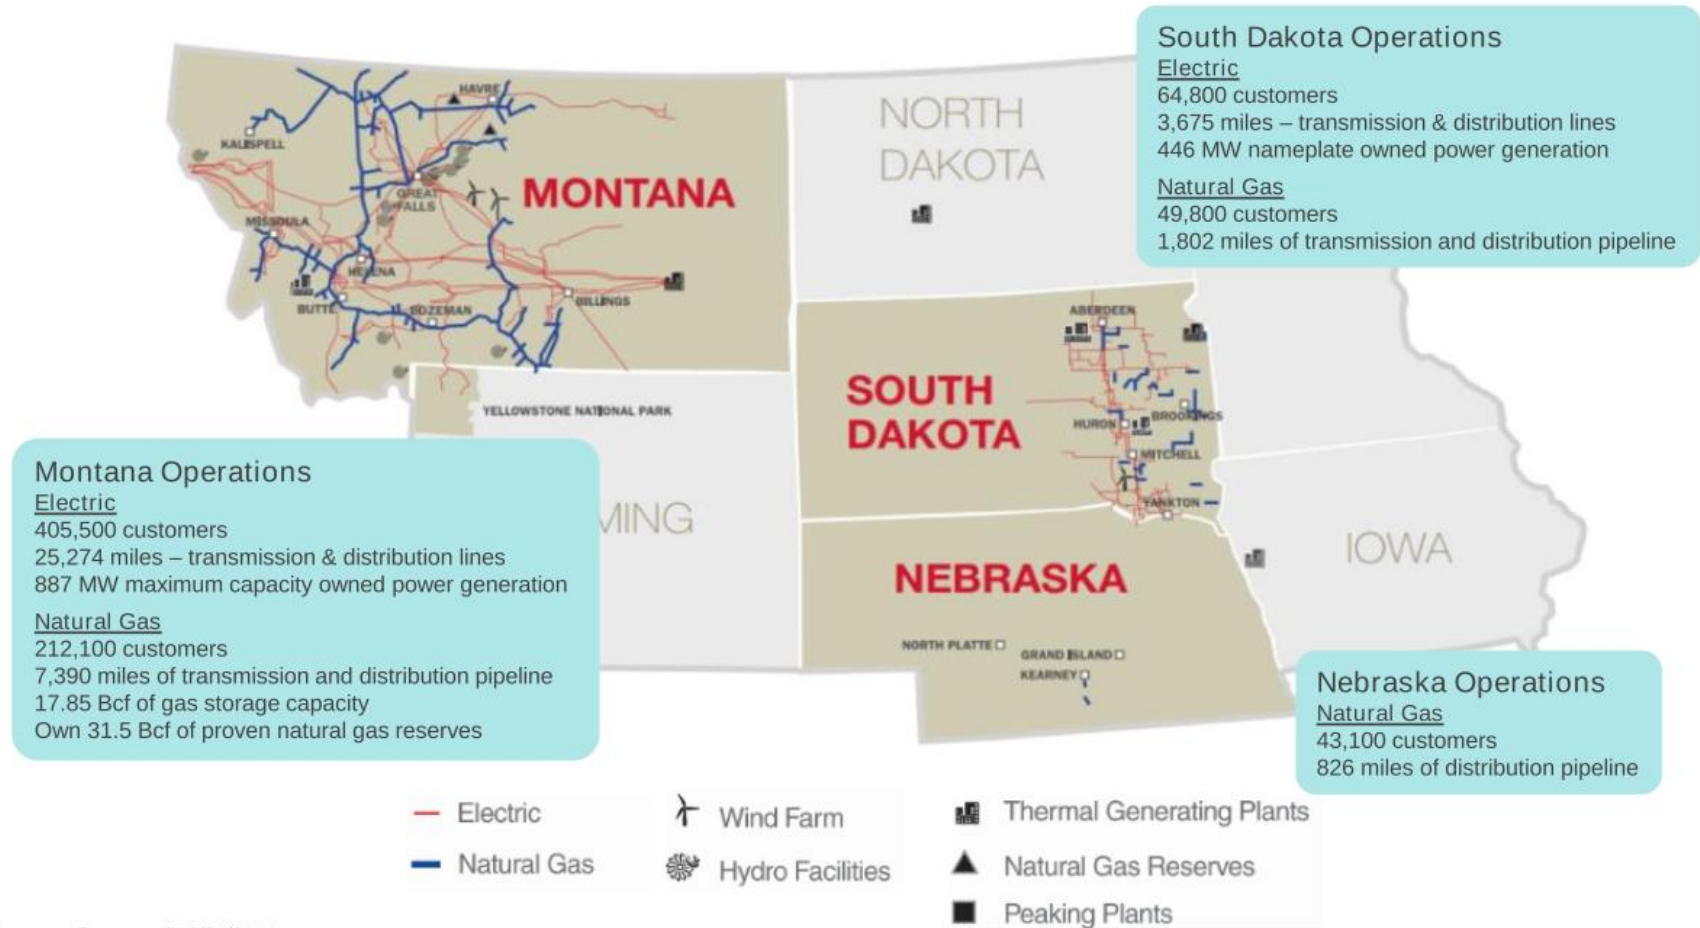 South Dakota Operations
Electric
64,800 customers
3,675 miles – transmission & distribution lines
446 MW nameplate owned power generation
Natural Gas
49,800 customers
1,802 miles of transmission and distribution pipeline
NORTH
DAKOTA
HAVRE
KALISPELL
GREAT
FALLS
MONTANA
MISSOULA
HELENA
BUTTE
BOZEMAN
BILLINGS
YELLOWSTONE NATIONAL PARK
ABERDEEN
SOUTH
DAKOTA
HURON
BROOKINGS
MITCHELL
YANKTON
Montana Operations
Electric
405,500 customers
25,274 miles – transmission & distribution lines
887 MW maximum capacity owned power generation
Natural Gas
212,100 customers
7,390 miles of transmission and distribution pipeline
17.85 Bcf of gas storage capacity
Own 31.5 Bcf of proven natural gas reserves
MING
IOWA
NEBRASKA
NORTH PLATTE
GRAND ISLAND
KEARNEY
Nebraska Operations
Natural Gas
43,100 customers
826 miles of distribution pipeline
Electric
Natural Gas
Wind Farm
Hydro Facilities
Thermal Generating Plants
Natural Gas Reserves
Peaking Plants